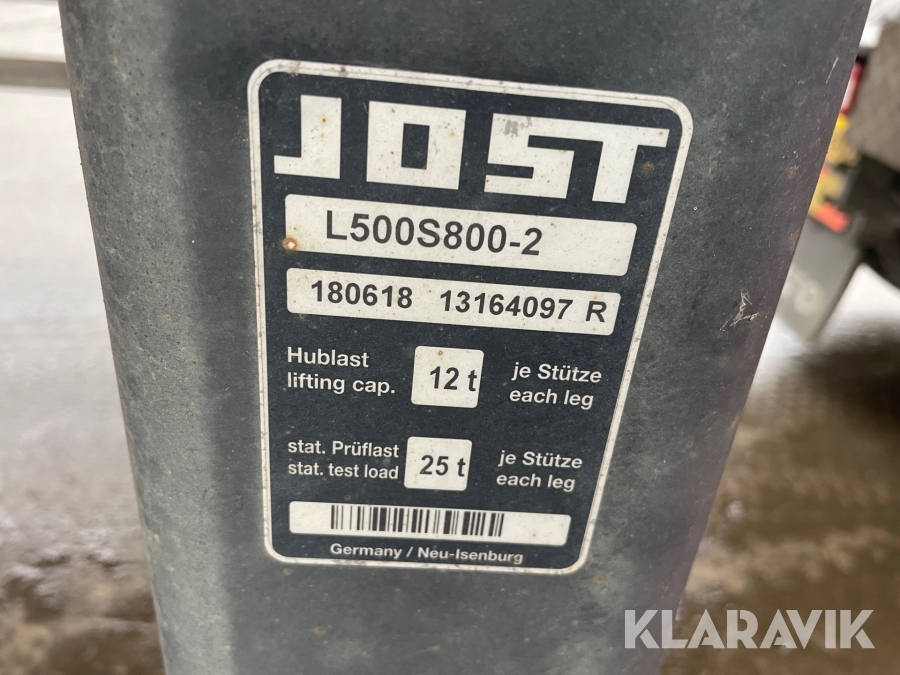 JOST
L500S800-2
180618 13164097 R
Hublast je Stütze
lifting cap. 12 t each leg
stat. Prüflast je Stütze
stat. test load 25 t each leg
Germany / Neu-Isenburg
KLARAVIK